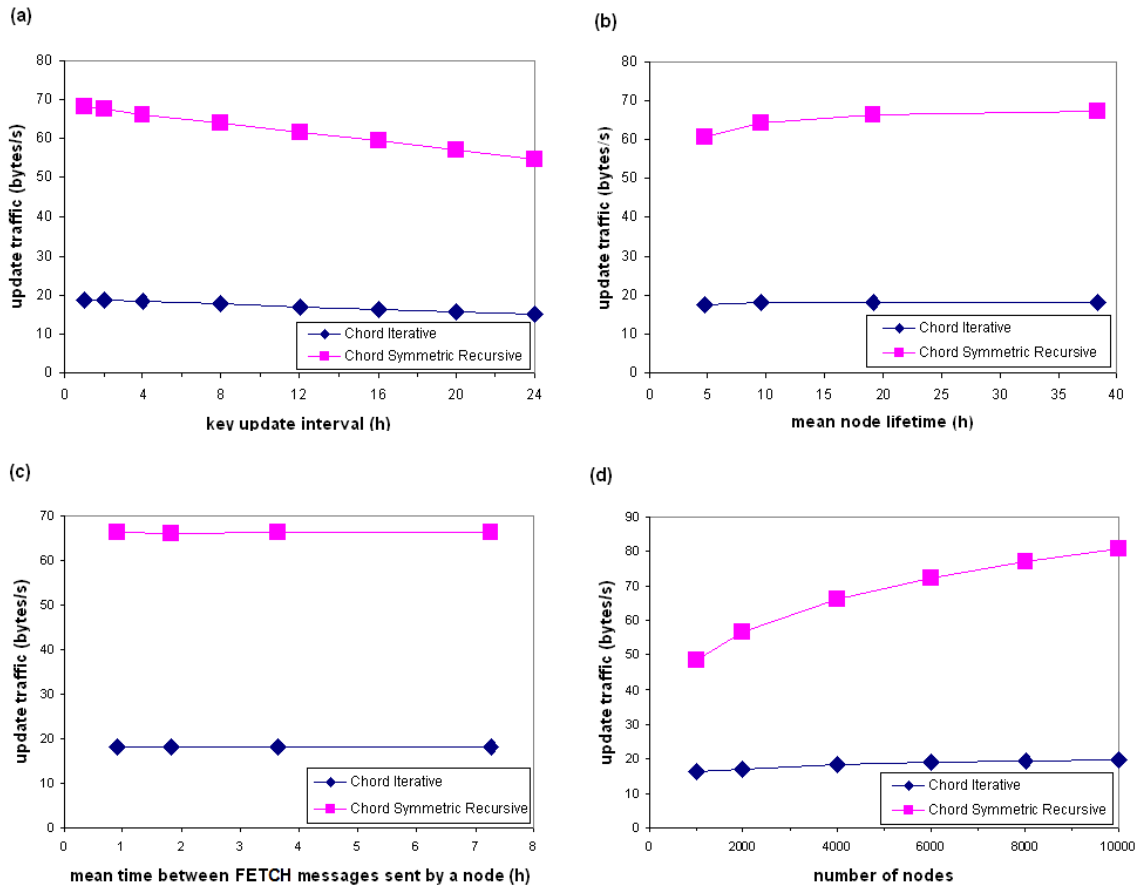 (a)
80
70
60
50
40
30
20
10
0
update traffic (bytes/s)
0 4 8 12 16 20 24
key update interval (h)
Chord Iterative
Chord Symmetric Recursive
(b)
80
70
60
50
40
30
20
10
0
update traffic (bytes/s)
0 5 10 15 20 25 30 35 40
mean node lifetime (h)
Chord Iterative
Chord Symmetric Recursive
(c)
70
60
50
40
30
20
10
0
update traffic (bytes/s)
0 1 2 3 4 5 6 7 8
mean time between FETCH messages sent by a node (h)
Chord Iterative
Chord Symmetric Recursive
(d)
90
80
70
60
50
40
30
20
10
0
update traffic (bytes/s)
0 2000 4000 6000 8000 10000
number of nodes
Chord Iterative
Chord Symmetric Recursive